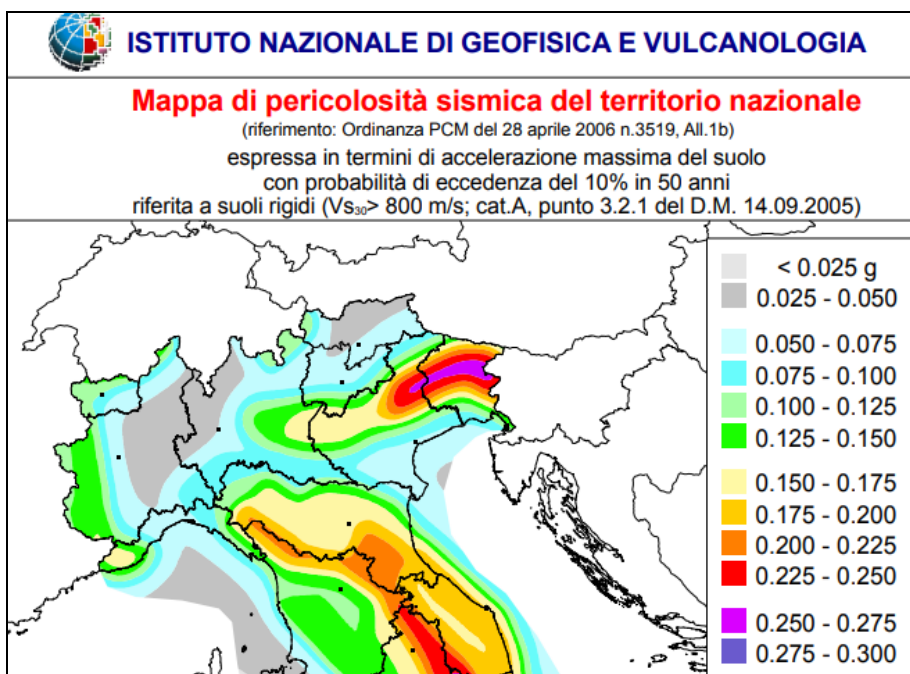 ISTITUTO NAZIONALE DI GEOFISICA E VULCANOLOGIA
Mappa di pericolosità sismica del territorio nazionale
(riferimento: Ordinanza PCM del 28 aprile 2006 n.3519, All.1b)
espressa in termini di accelerazione massima del suolo
con probabilità di eccedenza del 10% in 50 anni
riferita a suoli rigidi (Vs30> 800 m/s; cat.A, punto 3.2.1 del D.M. 14.09.2005)
< 0.025 g
0.025 - 0.050
0.050 - 0.075
0.075 - 0.100
0.100 - 0.125
0.125 - 0.150
0.150 - 0.175
0.175 - 0.200
0.200 - 0.225
0.225 - 0.250
0.250 - 0.275
0.275 - 0.300